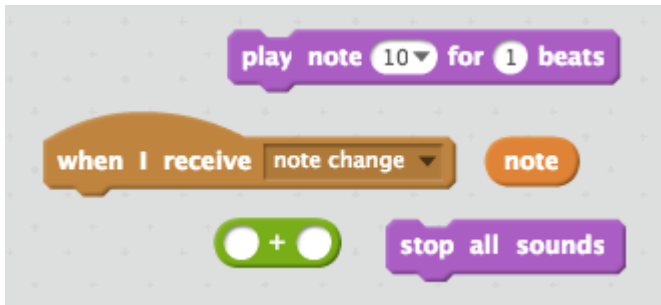 play note 10 for 1 beats
when I receive note change
note
+
stop all sounds